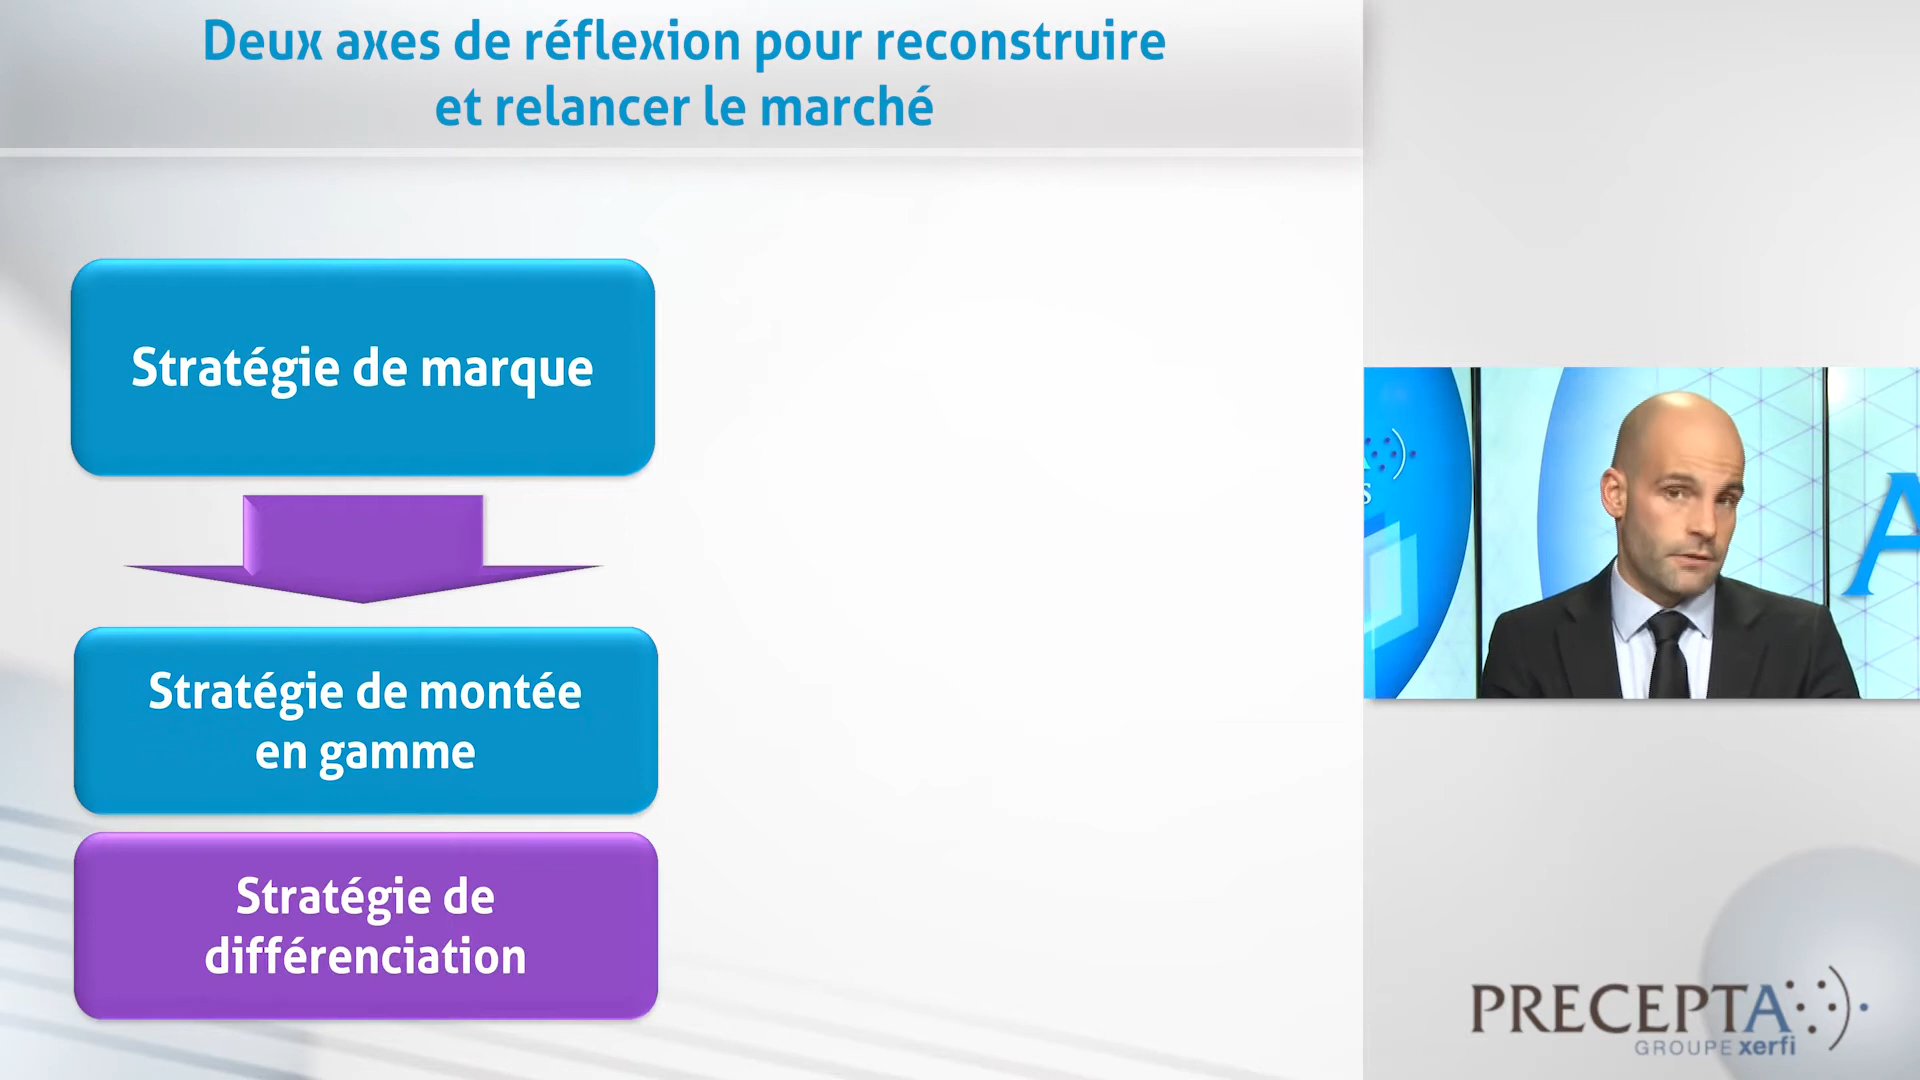 Deux axes de réflexion pour reconstruire
et relancer le marché
Stratégie de marque
Stratégie de montée
en gamme
Stratégie de
différenciation
A
S
A
PRECEPTA
GROUPE xerfi